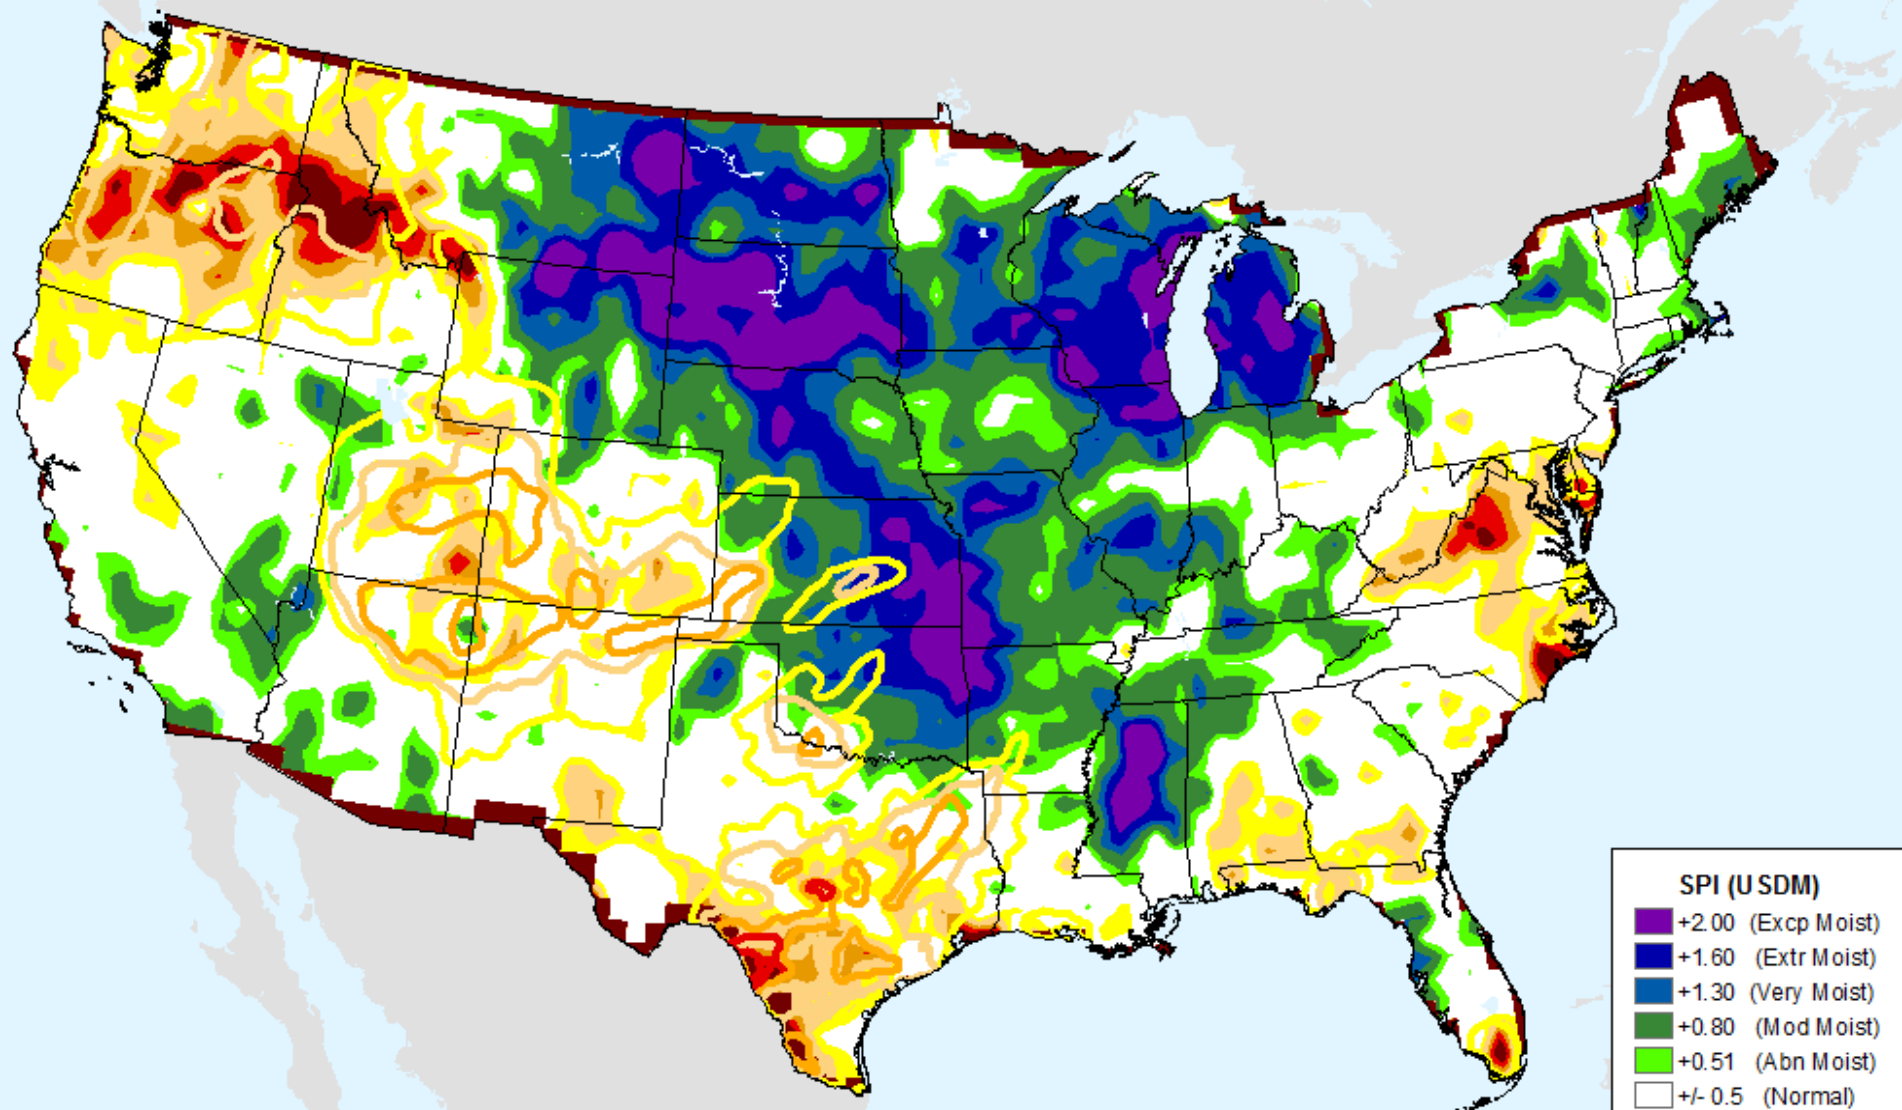 SPI (USDM)
+2.00 (Excp Moist)
+1.60 (Extr Moist)
+1.30 (Very Moist)
+0.80 (Mod Moist)
+0.51 (Abn Moist)
+/- 0.5 (Normal)